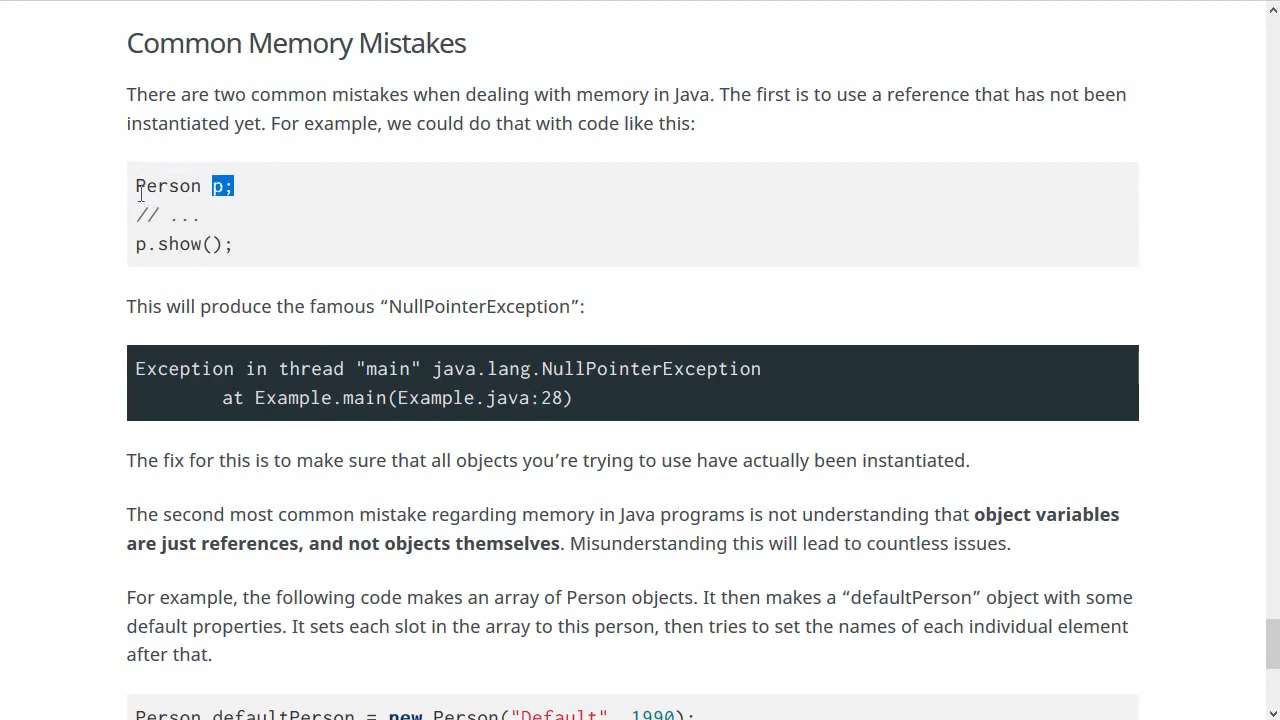 Common Memory Mistakes
There are two common mistakes when dealing with memory in Java. The first is to use a reference that has not been
instantiated yet. For example, we could do that with code like this:
Person p;
// ...
p.show();
This will produce the famous “NullPointerException”:
Exception in thread "main" java.lang.NullPointerException
at Example.main(Example.java:28)
The fix for this is to make sure that all objects you’re trying to use have actually been instantiated.
The second most common mistake regarding memory in Java programs is not understanding that object variables
are just references, and not objects themselves. Misunderstanding this will lead to countless issues.
For example, the following code makes an array of Person objects. It then makes a “defaultPerson” object with some
default properties. It sets each slot in the array to this person, then tries to set the names of each individual element
after that.
Person defaultPerson = new Person("Default", 1990);